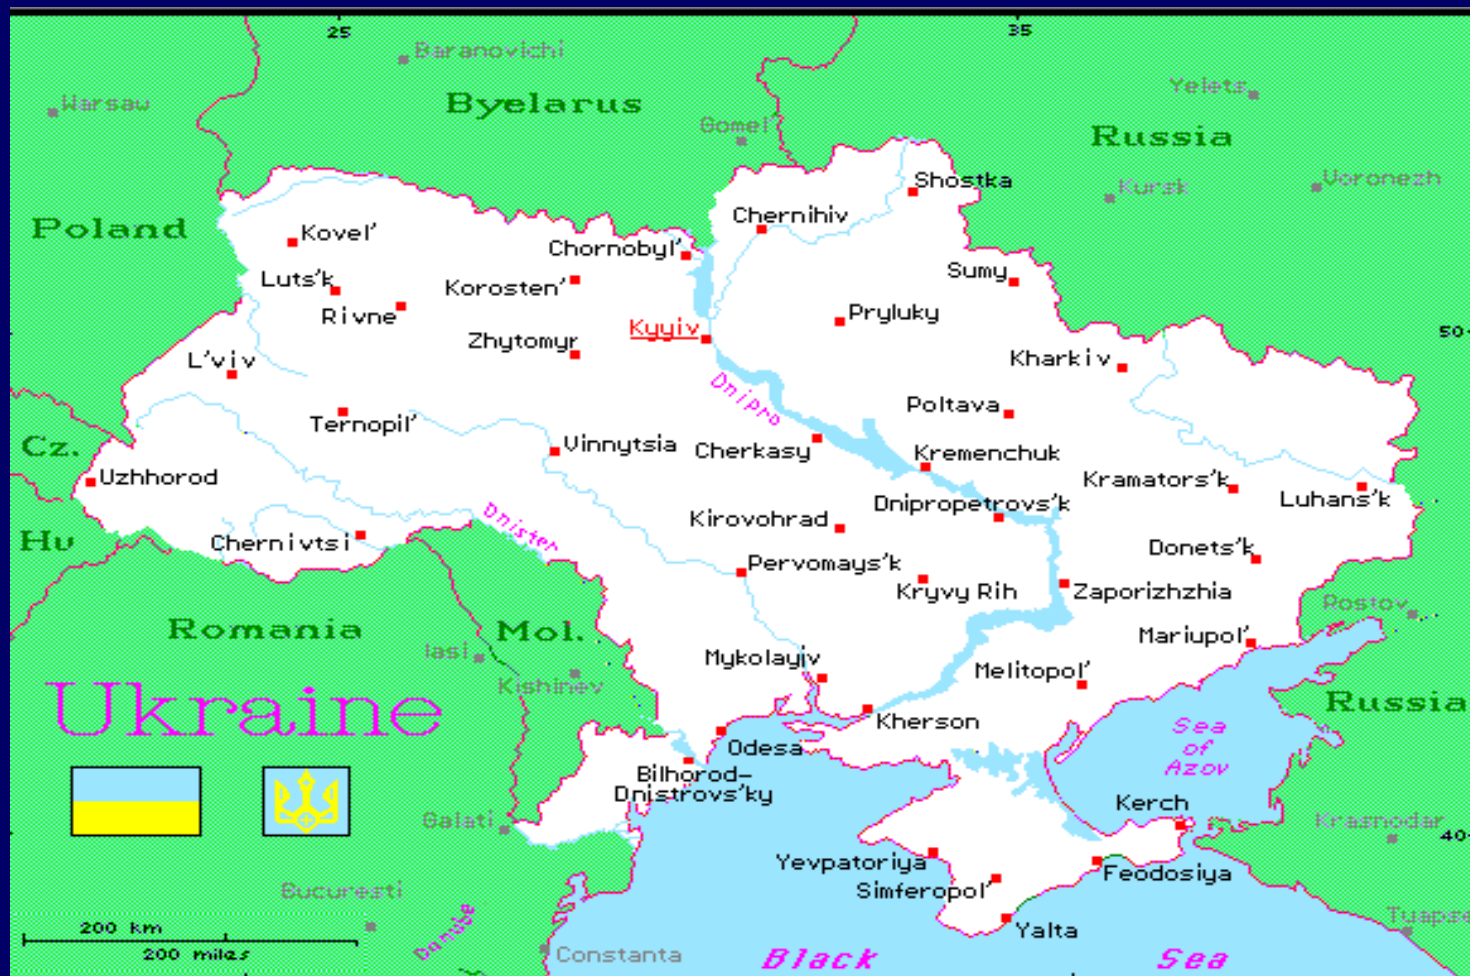 25
35
Baranovichi
Yelets
Warsaw
Byelarus
Gomel'
Russia
Shostka
Kursk
Voronezh
Poland
Kovel'
Chernihiv
Chornobyl'
Luts'k
Korosten'
Sumy
Rivne
Pryluky
Kyyiv
50
Zhytomyr
L'viv
Kharkiv
Dnipro
Poltava
Ternopil'
Cz.
Vinnytsia
Cherkasy
Kremenchuk
Uzhhorod
Kramators'k
Luhans'k
Dnipropetrovs'k
Dnister
Kirovohrad
Hu
Chernivtsi
Donets'k
Pervomays'k
Kryvy Rih
Zaporizhzhia
Rostov
Romania
Mol.
Mariupol'
Iasi
Mykolayiv
Melitopol'
Kishinev
Ukraine
Russia
Kherson
Sea
of
Azov
Odesa
Bilhorod-
Dnistrovs'ky
Kerch
Galati
Krasnodar
40
Yevpatoriya
Feodosiya
Simferopol'
Bucuresti
Danube
Tuapse
200 km
Yalta
200 miles
Constanta
Black Sea